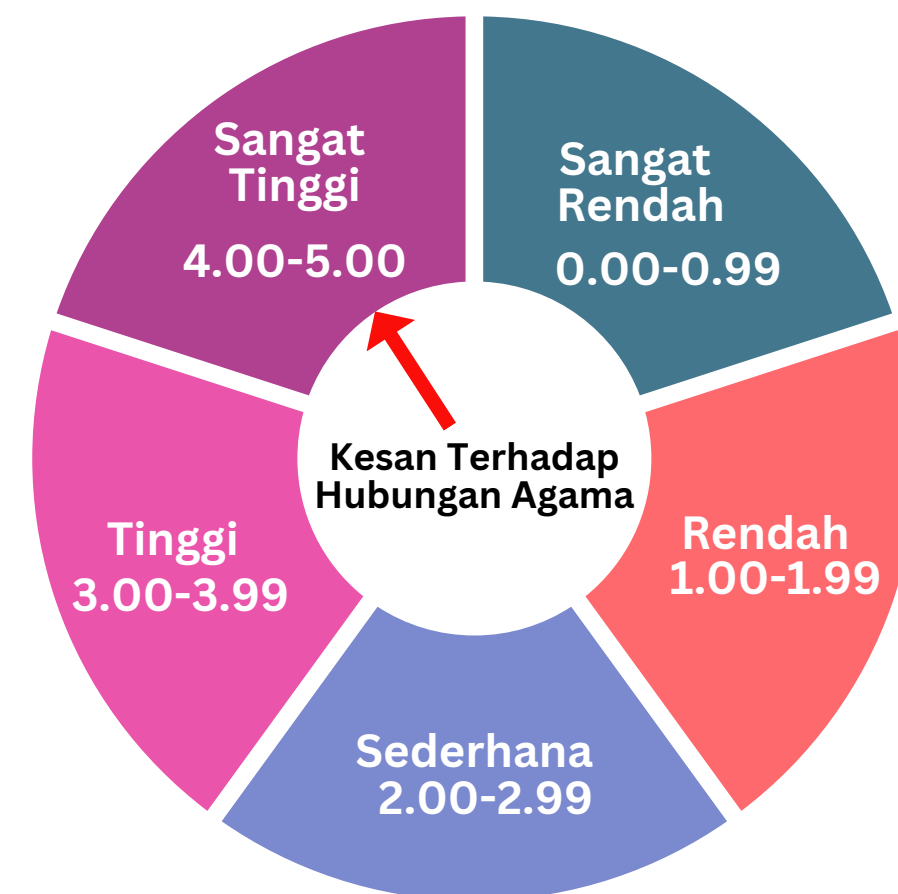 Sangat
Tinggi
4.00-5.00
Sangat
Rendah
0.00-0.99
Kesan Terhadap
Hubungan Agama
Tinggi
3.00-3.99
Rendah
1.00-1.99
Sederhana
2.00-2.99